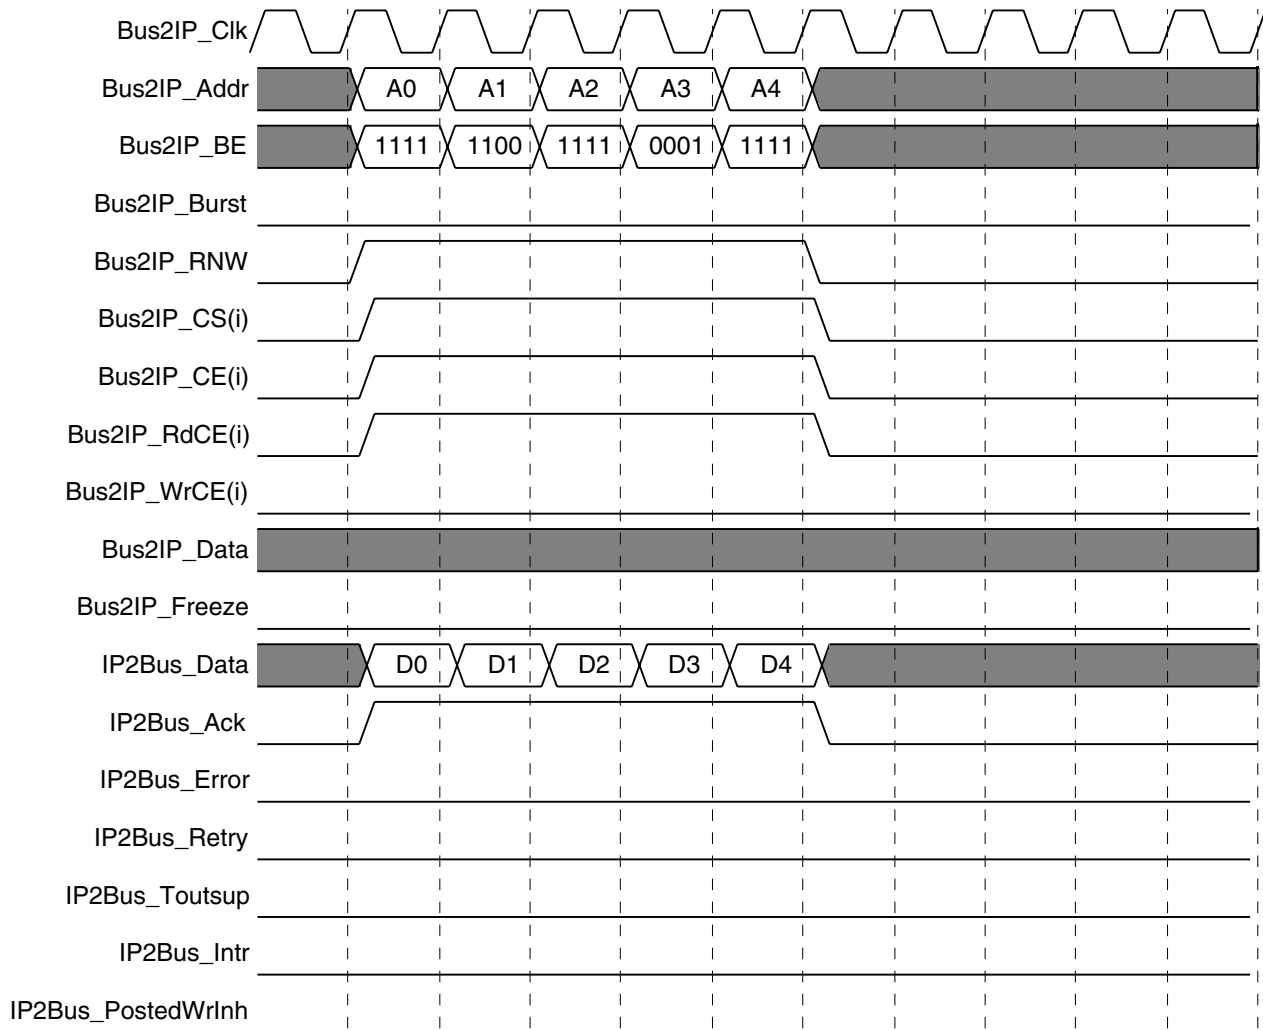 Bus2IP_Clk
Bus2IP_Addr A0 A1 A2 A3 A4
Bus2IP_BE 1111 1100 1111 0001 1111
Bus2IP_Burst
Bus2IP_RNW
Bus2IP_CS(i)
Bus2IP_CE(i)
Bus2IP_RdCE(i)
Bus2IP_WrCE(i)
Bus2IP_Data
Bus2IP_Freeze
IP2Bus_Data D0 D1 D2 D3 D4
IP2Bus_Ack
IP2Bus_Error
IP2Bus_Retry
IP2Bus_Toutsup
IP2Bus_Intr
IP2Bus_PostedWrInh